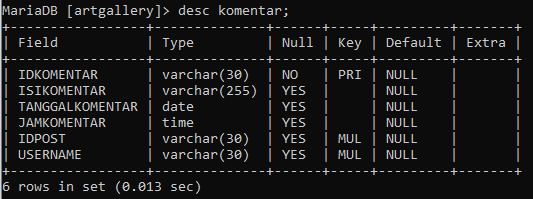 MariaDB [artgallery]> desc komentar;
+-----------------+--------------+------+-----+---------+-------+
| Field           | Type         | Null | Key | Default | Extra |
+-----------------+--------------+------+-----+---------+-------+
| IDKOMENTAR      | varchar(30)  | NO   | PRI | NULL    |       |
| ISIKOMENTAR     | varchar(255) | YES  |     | NULL    |       |
| TANGGALKOMENTAR | date         | YES  |     | NULL    |       |
| JAMKOMENTAR     | time         | YES  |     | NULL    |       |
| IDPOST          | varchar(30)  | YES  | MUL | NULL    |       |
| USERNAME        | varchar(30)  | YES  | MUL | NULL    |       |
+-----------------+--------------+------+-----+---------+-------+
6 rows in set (0.013 sec)